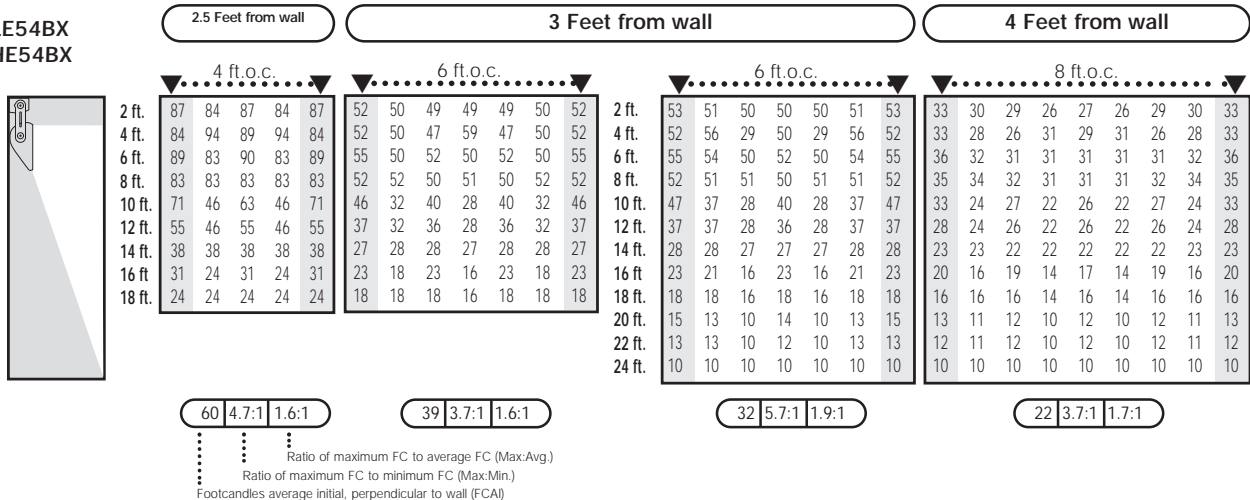 E54BX
2.5 Feet from wall
3 Feet from wall
4 Feet from wall
E54BX
4 ft.o.c.
6 ft.o.c.
6 ft.o.c.
8 ft.o.c.
2 ft. 87 84 87 84 87 52 50 49 49 49 50 52 2 ft. 53 51 50 50 50 51 53 33 30 29 26 27 26 29 30 33
4 ft. 84 94 89 94 84 52 50 47 59 47 50 52 4 ft. 52 56 29 50 29 56 52 33 28 26 31 29 31 26 28 33
6 ft. 89 83 90 83 89 55 50 52 50 52 50 55 6 ft. 55 54 50 52 50 54 55 36 32 31 31 31 31 31 32 36
8 ft. 83 83 83 83 83 52 52 50 51 50 52 52 8 ft. 52 51 51 50 51 51 52 35 34 32 31 31 31 32 34 35
10 ft. 71 46 63 46 71 46 32 40 28 40 32 46 10 ft. 47 37 28 40 28 37 47 33 24 27 22 26 22 27 24 33
12 ft. 55 46 55 46 55 37 32 36 28 36 32 37 12 ft. 37 37 28 36 28 37 37 28 24 26 22 26 22 26 24 28
14 ft. 38 38 38 38 38 27 28 28 27 28 28 27 14 ft. 28 28 27 27 27 28 28 23 23 22 22 22 22 22 23 23
16 ft 31 24 31 24 31 23 18 23 16 23 18 23 16 ft 23 21 16 23 16 21 23 20 16 19 14 17 14 19 16 20
18 ft. 24 24 24 24 24 18 18 18 16 18 18 18 18 ft. 18 18 16 18 16 18 18 16 16 16 14 16 14 16 16 16
20 ft. 15 13 10 14 10 13 15 13 11 12 10 12 10 12 11 13
22 ft. 13 13 10 12 10 13 13 12 11 12 10 12 10 12 11 12
24 ft. 10 10 10 10 10 10 10 10 10 10 10 10 10 10 10 10
60 4.7:1 1.6:1
39 3.7:1 1.6:1
32 5.7:1 1.9:1
22 3.7:1 1.7:1
Ratio of maximum FC to average FC (Max:Avg.)
Ratio of maximum FC to minimum FC (Max:Min.)
Footcandles average initial, perpendicular to wall (FCAI)